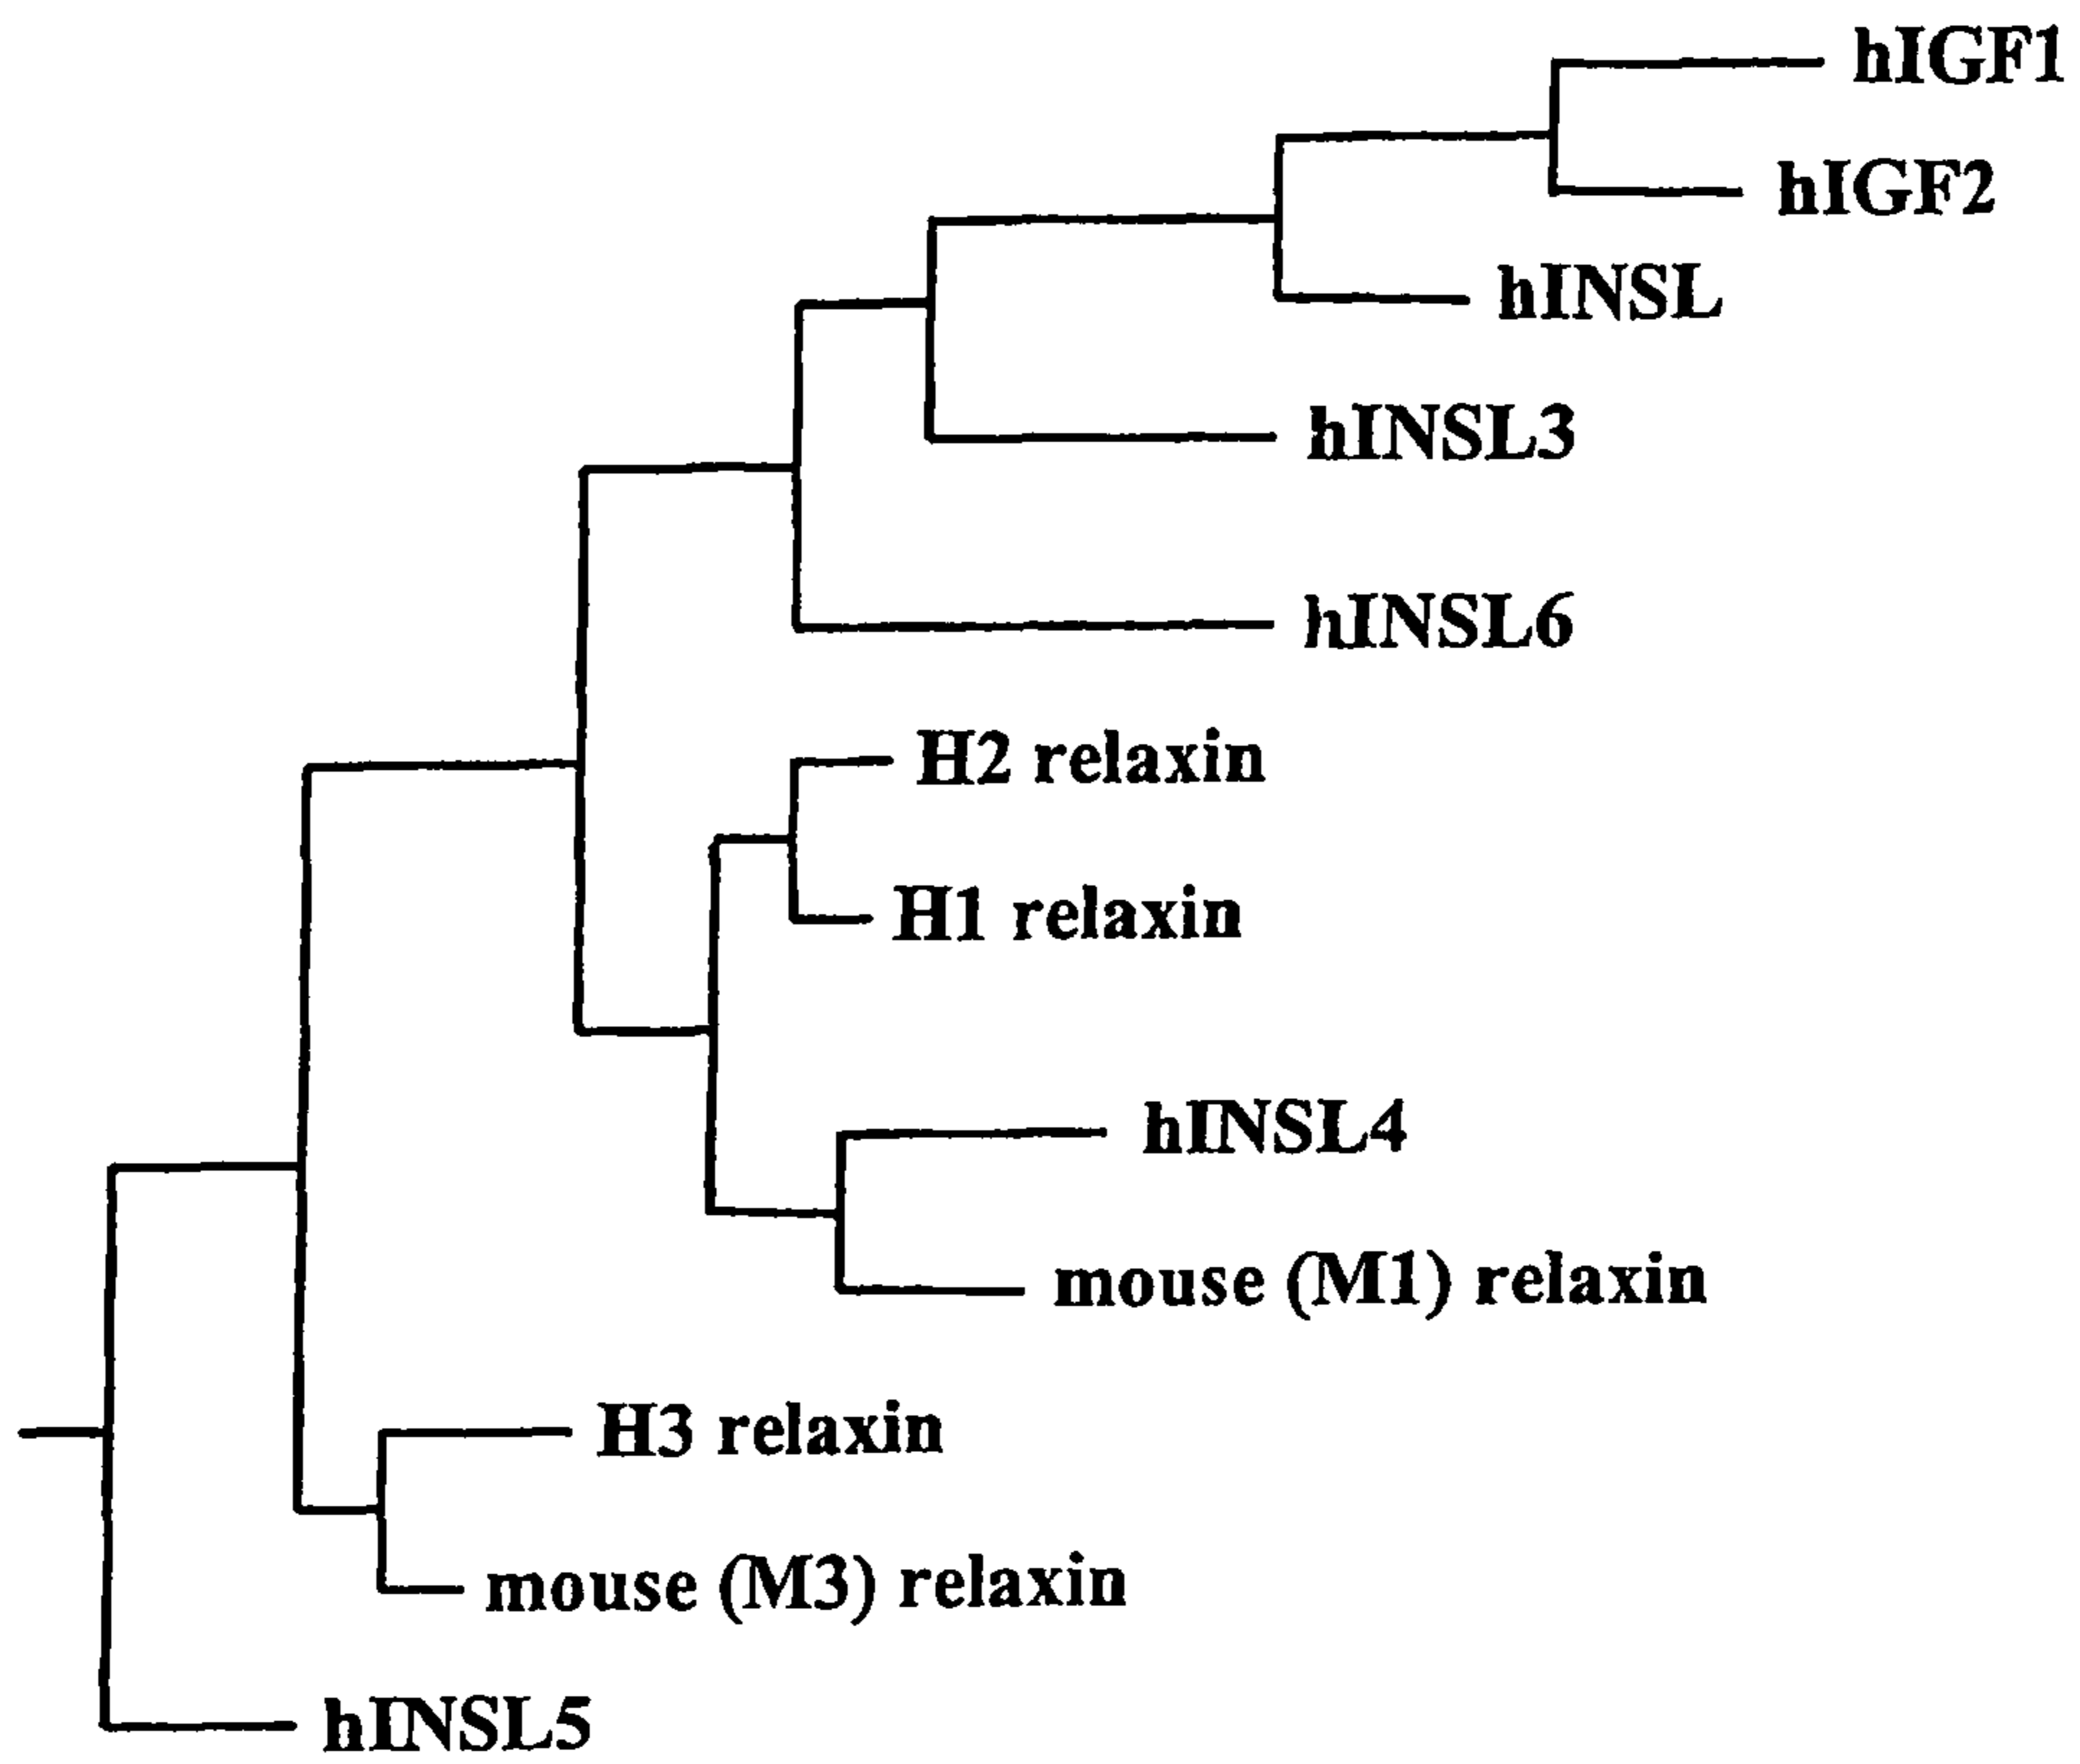 hIGF1
hIGF2
hINSL
hINSL3
hINSL6
H2 relaxin
H1 relaxin
hINSL4
mouse (M1) relaxin
H3 relaxin
mouse (M3) relaxin
hINSL5